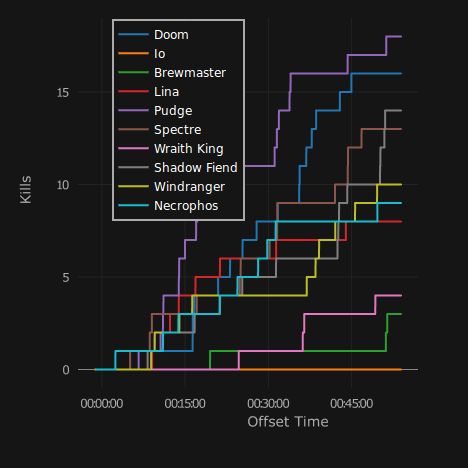 Doom
Io
Brewmaster
Lina
Pudge
Spectre
Wraith King
Shadow Fiend
Windranger
Necrophos
15
10
5
0
Kills
00:00:00 00:15:00 00:30:00 00:45:00
Offset Time